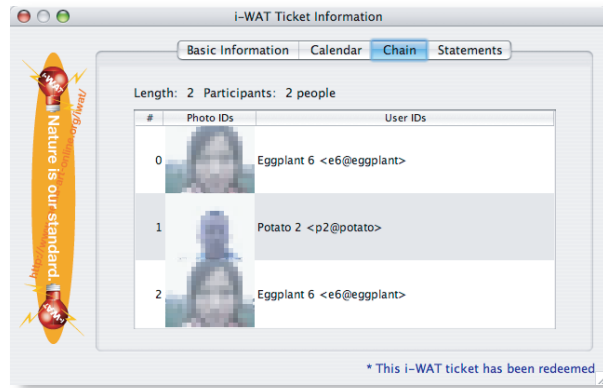 i-WAT Ticket Information
Basic Information Calendar Chain Statements
Length: 2 Participants: 2 people
# Photo IDs User IDs
0 Eggplant 6 <e6@eggplant>
1 Potato 2 <p2@potato>
2 Eggplant 6 <e6@eggplant>
i-WAT
Nature is our standard.
i-WAT
* This i-WAT ticket has been redeemed